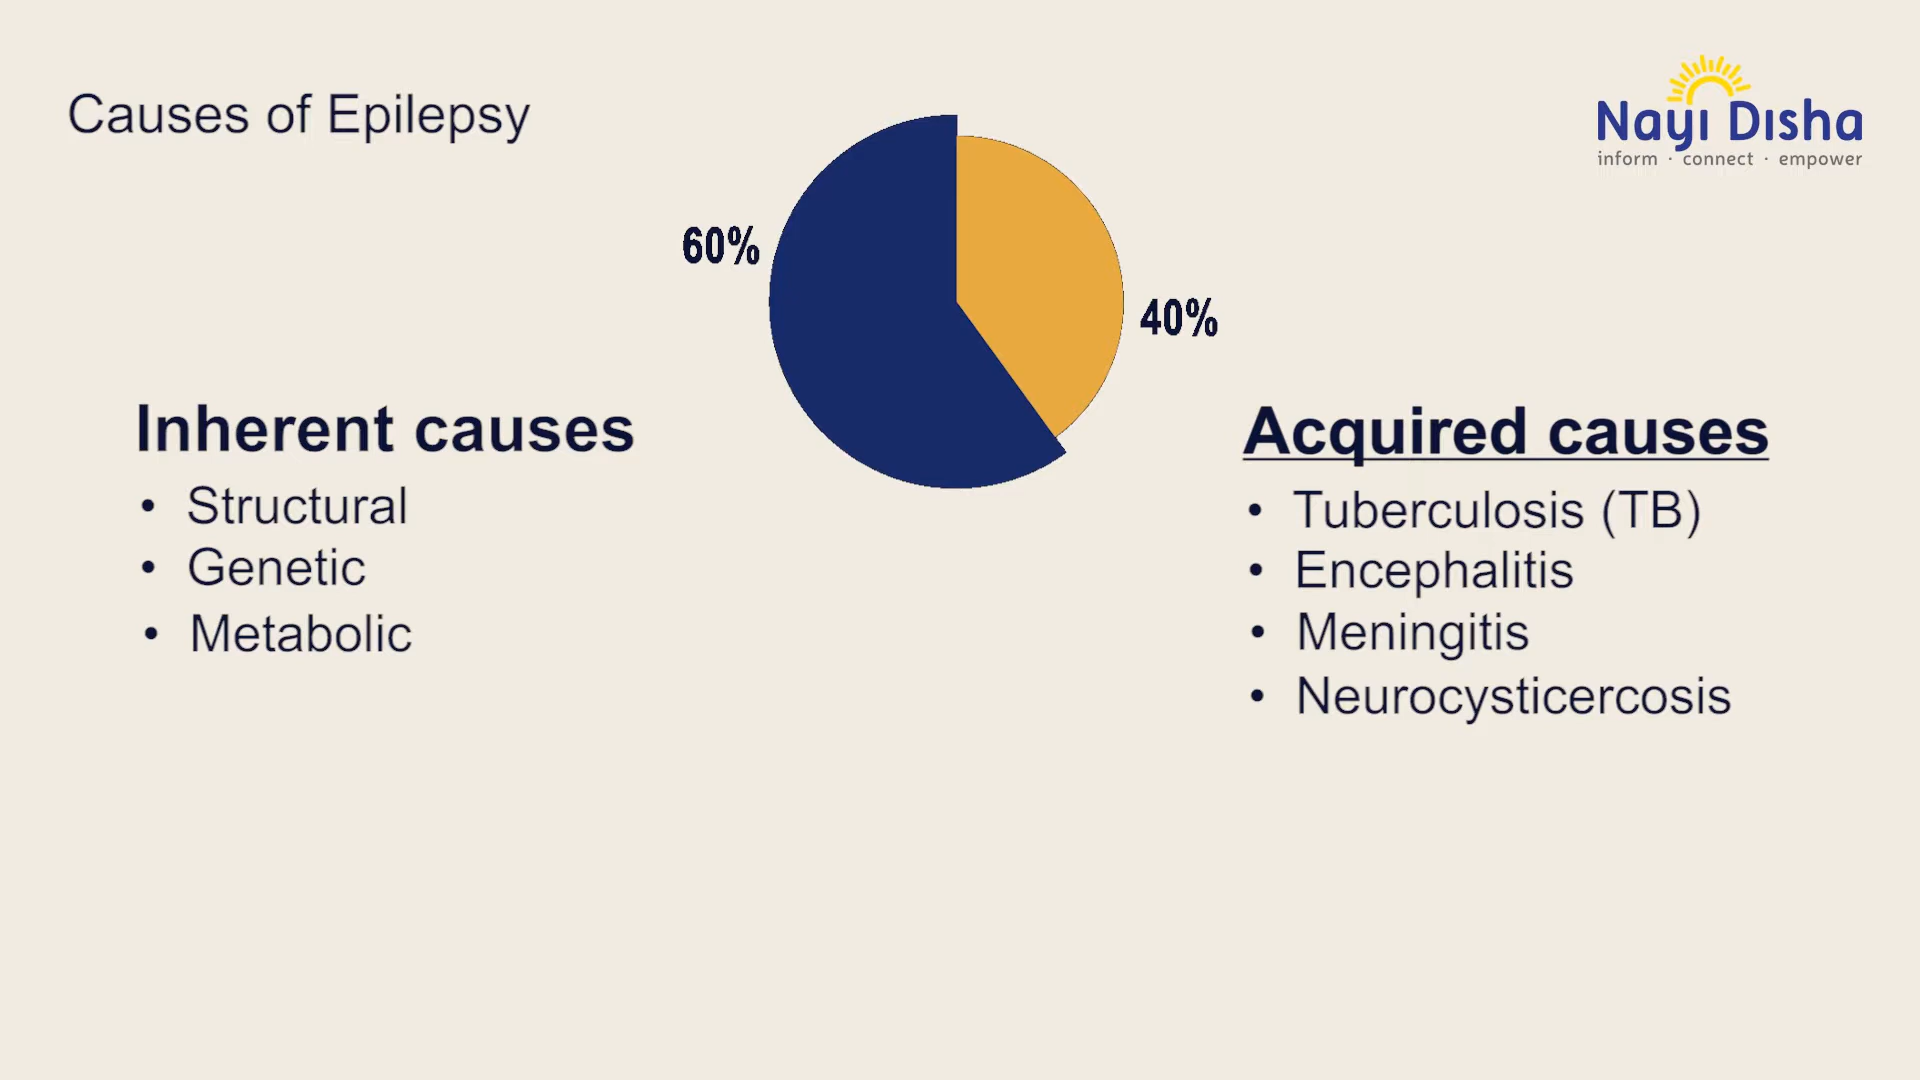 Causes of Epilepsy
Nayi Disha
inform · connect · empower
60%
40%
Inherent causes
• Structural
• Genetic
• Metabolic
Acquired causes
• Tuberculosis (TB)
• Encephalitis
• Meningitis
• Neurocysticercosis